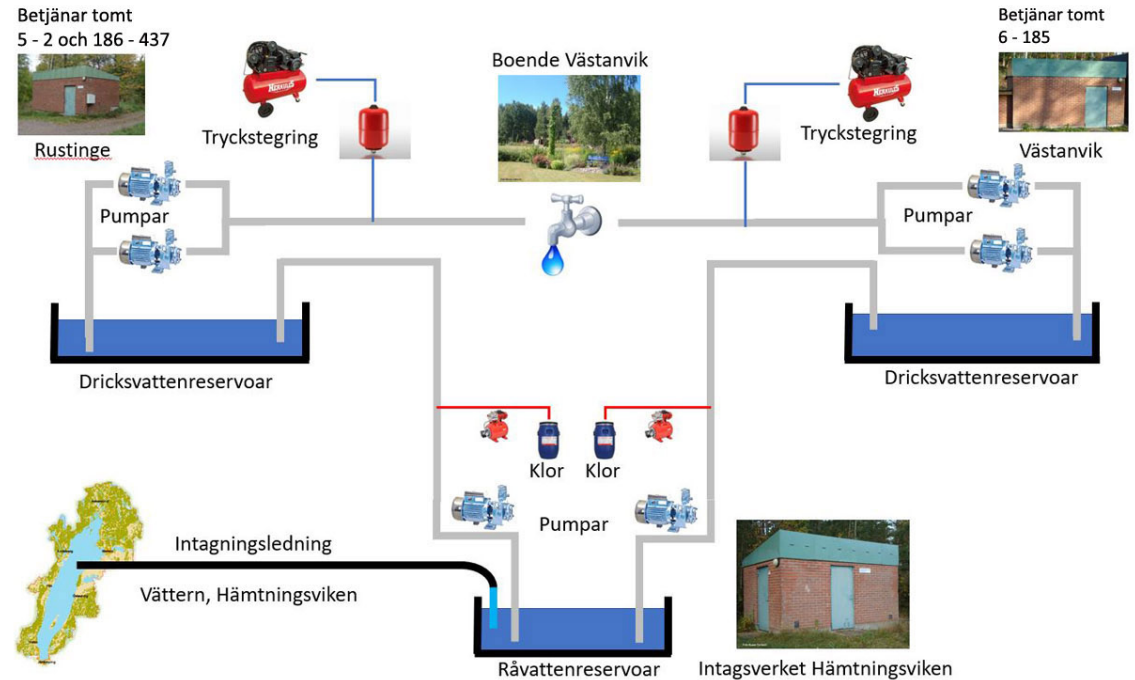 Betjänar tomt
5 - 2 och 186 - 437
Rustinge
Tryckstegring
Boende Västanvik
Tryckstegring
Betjänar tomt
6 - 185
Västanvik
Pumpar
Pumpar
Dricksvattenreservoar
Dricksvattenreservoar
Klor
Klor
Pumpar
Intagningsledning
Vättern, Hämtningsviken
Råvattenreservoar
Intagsverket Hämtningsviken